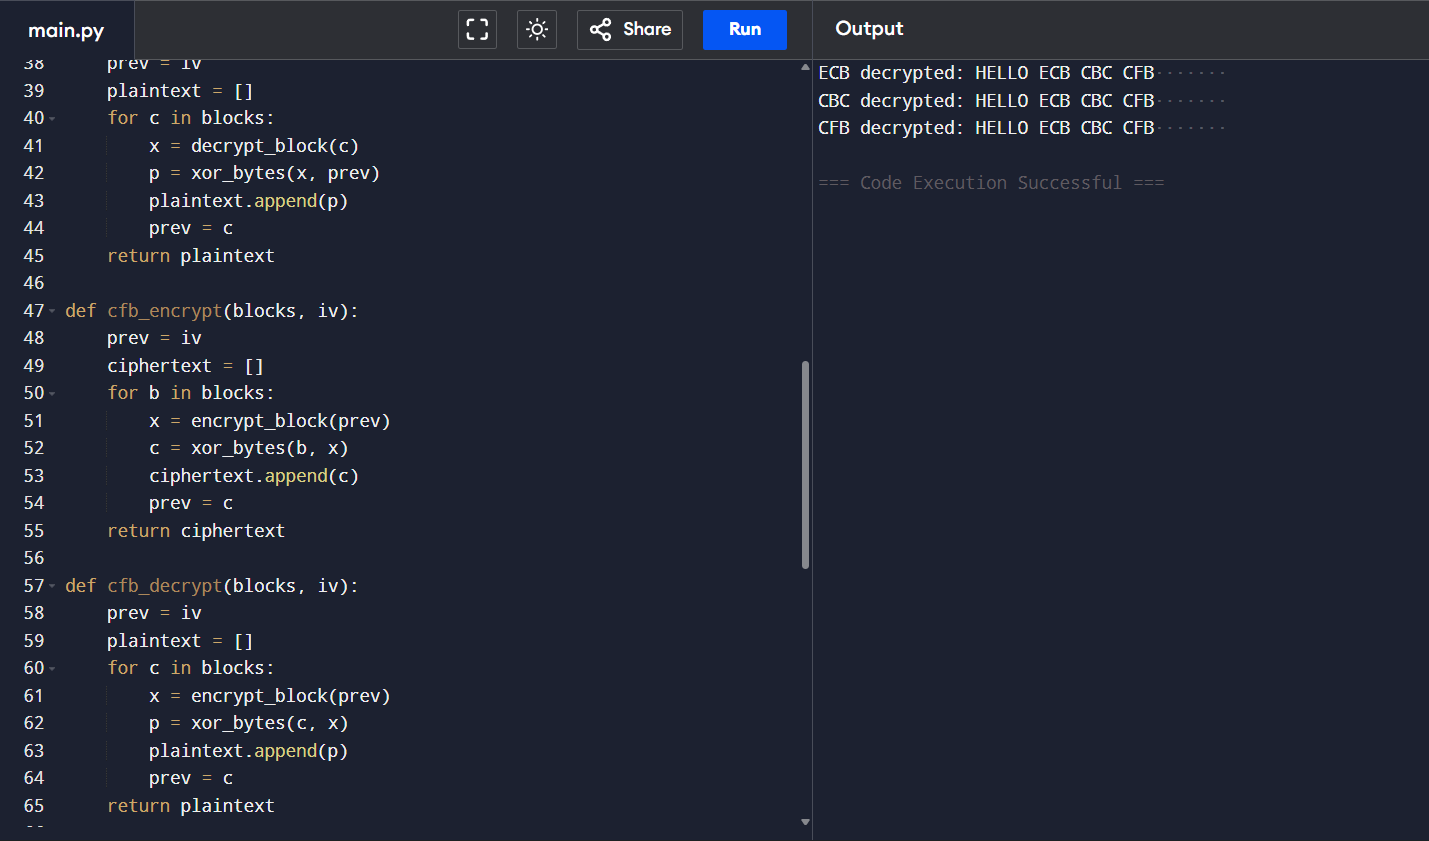 main.py
Share
Run
Output
38 prev = iv
39 plaintext = []
40 for c in blocks:
41 x = decrypt_block(c)
42 p = xor_bytes(x, prev)
43 plaintext.append(p)
44 prev = c
45 return plaintext
46
47 def cfb_encrypt(blocks, iv):
48 prev = iv
49 ciphertext = []
50 for b in blocks:
51 x = encrypt_block(prev)
52 c = xor_bytes(b, x)
53 ciphertext.append(c)
54 prev = c
55 return ciphertext
56
57 def cfb_decrypt(blocks, iv):
58 prev = iv
59 plaintext = []
60 for c in blocks:
61 x = encrypt_block(prev)
62 p = xor_bytes(c, x)
63 plaintext.append(p)
64 prev = c
65 return plaintext
ECB decrypted: HELLO ECB CBC CFB·······
CBC decrypted: HELLO ECB CBC CFB·······
CFB decrypted: HELLO ECB CBC CFB·······
=== Code Execution Successful ===